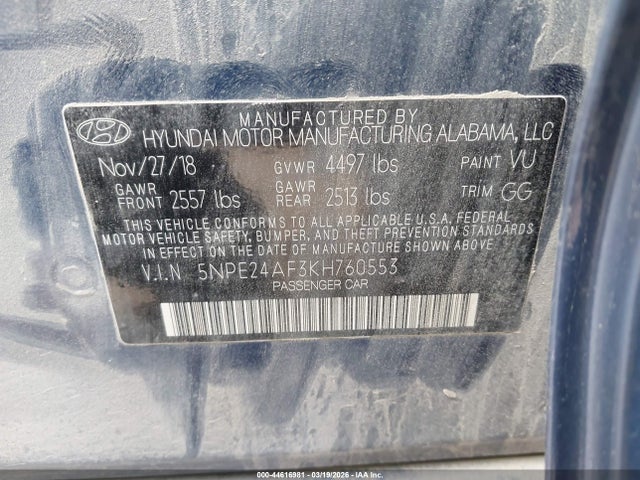 MANUFACTURED BY
HYUNDAI MOTOR MANUFACTURING ALABAMA, LLC
Nov/27/18 GVWR 4497 lbs PAINT VU
GAWR FRONT 2557 lbs GAWR REAR 2513 lbs TRIM GG
THIS VEHICLE CONFORMS TO ALL APPLICABLE U.S.A. FEDERAL
MOTOR VEHICLE SAFETY, BUMPER, AND THEFT PREVENTION STANDARDS
IN EFFECT ON THE DATE OF MANUFACTURE SHOWN ABOVE.
V.I.N. 5NPE24AF3KH760553
PASSENGER CAR
000-44616981 - 03/19/2026 - IAAI.COM